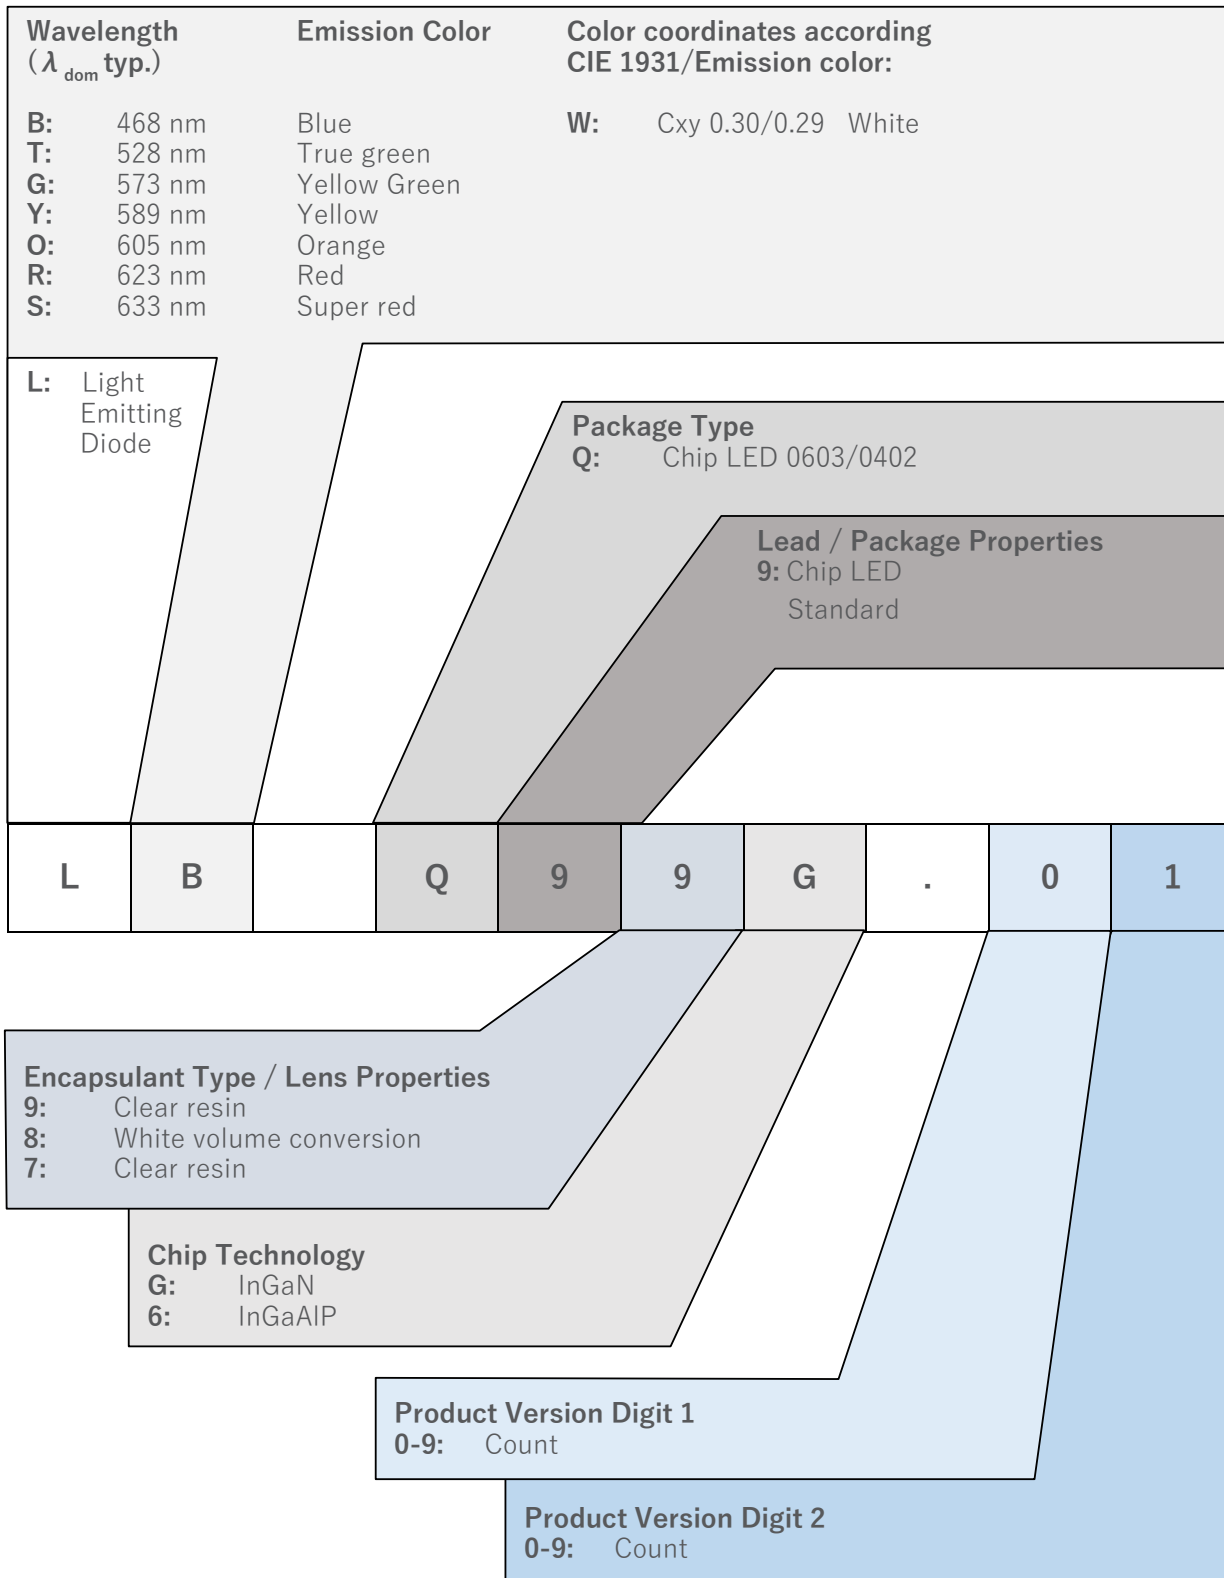 Wavelength Emission Color Color coordinates according
(λ dom typ.) CIE 1931/Emission color:
B: 468 nm Blue W: Cxy 0.30/0.29 White
T: 528 nm True green
G: 573 nm Yellow Green
Y: 589 nm Yellow
O: 605 nm Orange
R: 623 nm Red
S: 633 nm Super red
L: Light
Emitting
Diode
Package Type
Q: Chip LED 0603/0402
Lead / Package Properties
9: Chip LED
Standard
L B Q 9 9 G . 0 1
Encapsulant Type / Lens Properties
9: Clear resin
8: White volume conversion
7: Clear resin
Chip Technology
G: InGaN
6: InGaAlP
Product Version Digit 1
0-9: Count
Product Version Digit 2
0-9: Count